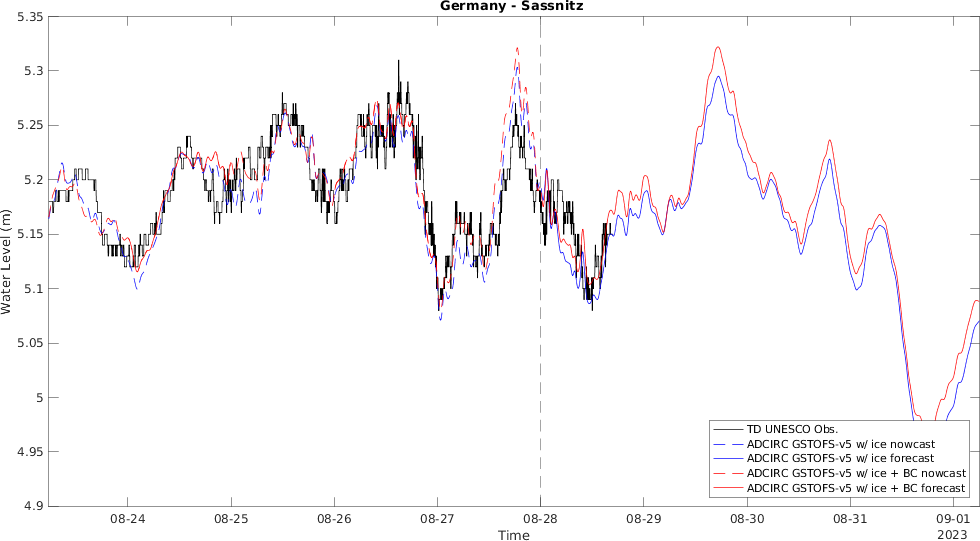 Germany - Sassnitz
Water Level (m)
5.35
5.3
5.25
5.2
5.15
5.1
5.05
5
4.95
4.9
TD UNESCO Obs.
ADCIRC GSTOFS-v5 w/ ice nowcast
ADCIRC GSTOFS-v5 w/ ice forecast
ADCIRC GSTOFS-v5 w/ ice + BC nowcast
ADCIRC GSTOFS-v5 w/ ice + BC forecast
08-24 08-25 08-26 08-27 08-28 08-29 08-30 08-31 09-01
Time 2023